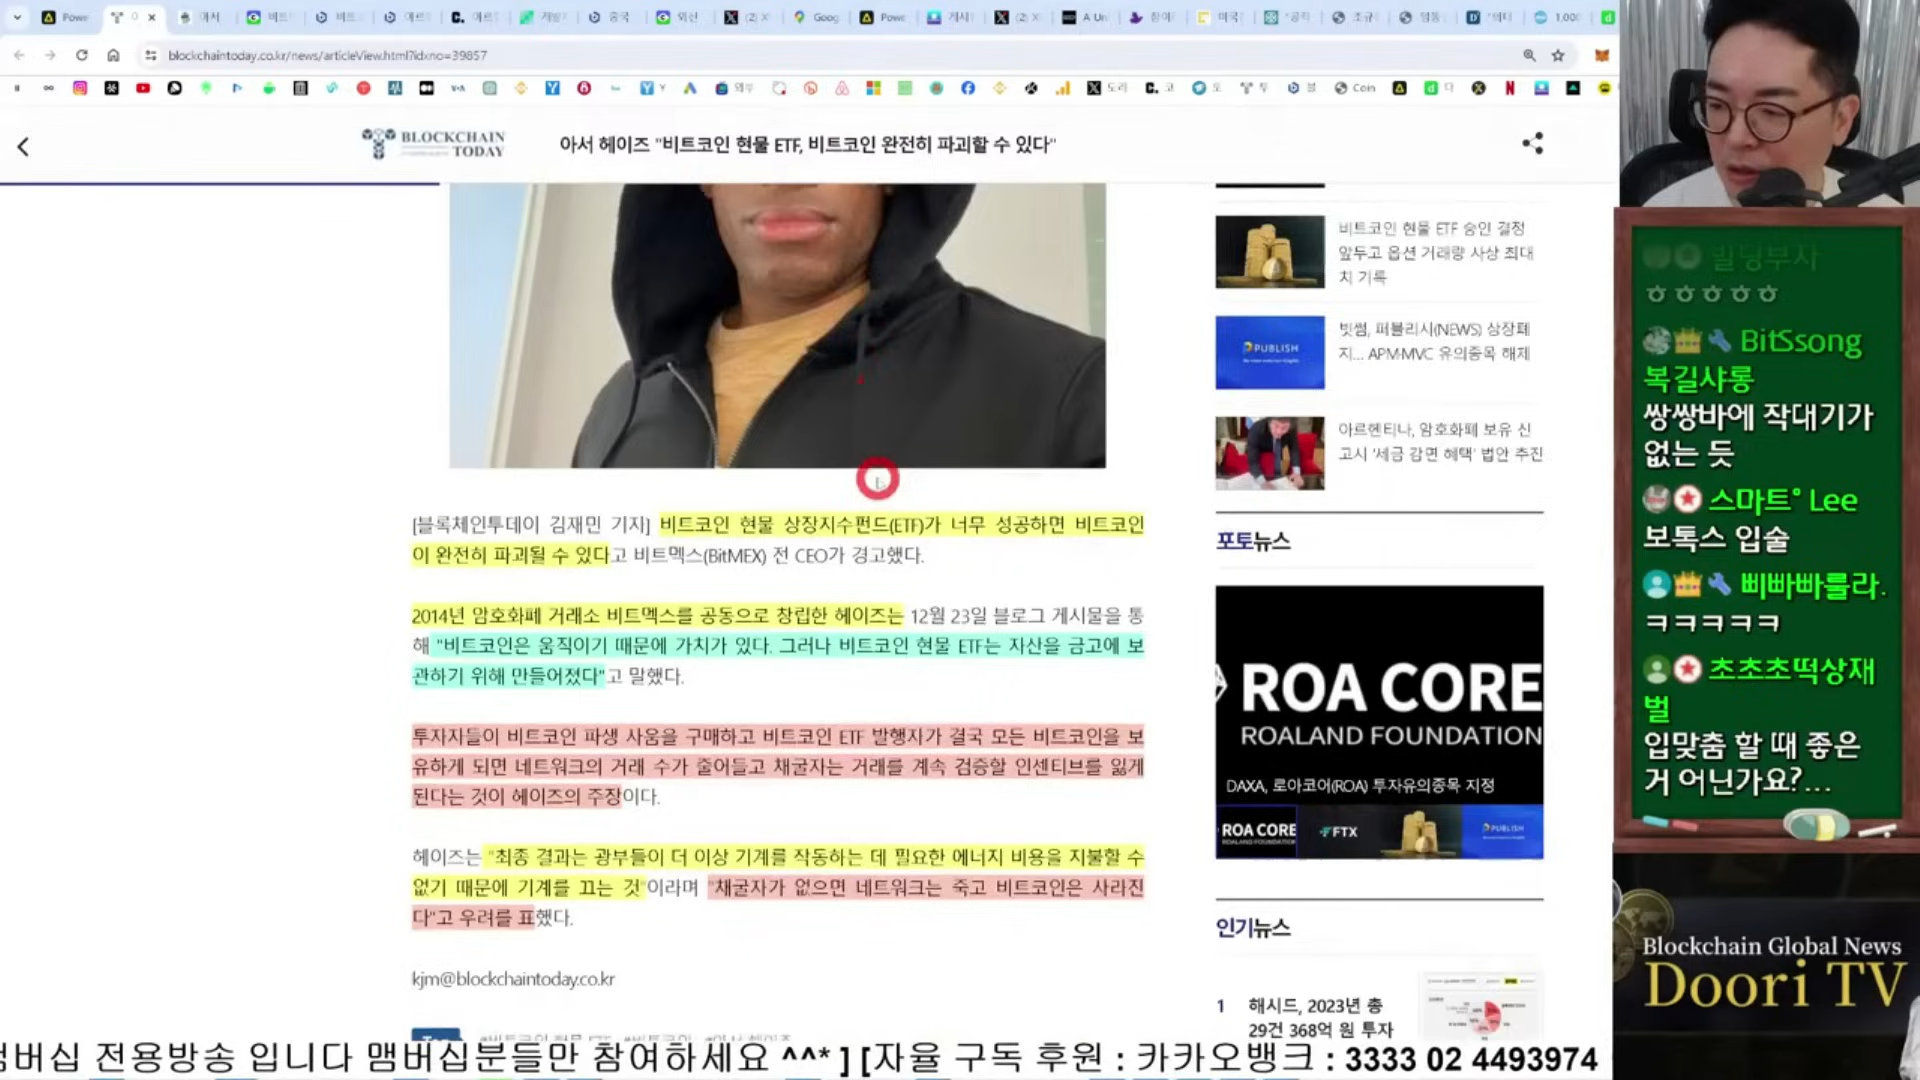 blockchaintoday.co.kr/news/articleView.html?idxno=39857
BLOCKCHAIN
TODAY
아서 헤이즈 "비트코인 현물 ETF, 비트코인 완전히 파괴할 수 있다"
[블록체인투데이 김재민 기자] 비트코인 현물 상장지수펀드(ETF)가 너무 성공하면 비트코인
이 완전히 파괴될 수 있다고 비트멕스(BitMEX) 전 CEO가 경고했다.
2014년 암호화폐 거래소 비트멕스를 공동으로 창립한 헤이즈는 12월 23일 블로그 게시물을 통
해 "비트코인은 움직이기 때문에 가치가 있다. 그러나 비트코인 현물 ETF는 자산을 금고에 보
관하기 위해 만들어졌다"고 말했다.
투자자들이 비트코인 파생 사움을 구매하고 비트코인 ETF 발행지가 결국 모든 비트코인을 보
유하게 되면 네트워크의 거래 수가 줄어들고 채굴자는 거래를 계속 검증할 인센티브를 잃게
된다는 것이 헤이즈의 주장이다.
헤이즈는 "최종 결과는 광부들이 더 이상 기계를 작동하는 데 필요한 에너지 비용을 지불할 수
없기 때문에 기계를 끄는 것"이라며 "채굴자가 없으면 네트워크는 죽고 비트코인은 사라진
다"고 우려를 표했다.
kjm@blockchaintoday.co.kr
비트코인 현물 ETF 승인 결정
앞두고 옵션 거래량 사상 최대
치 기록
PUBLISH
빗썸, 퍼블리시(NEWS) 상장폐
지... APM·MVC 유의종목 해제
아르헨티나, 암호화폐 보유 신
고시 '세금 감면 혜택' 법안 추진
포토뉴스
ROA CORE
ROALAND FOUNDATION
DAXA, 로아코어(ROA) 투자유의종목 지정
ROA CORE
FTX
PUBLISH
인기뉴스
1 해시드, 2023년 총
29건 368억 원 투자
빌딩부자
ㅎㅎㅎㅎㅎ
BitSsong
복길샤롱
쌍쌍바에 작대기가
없는 듯
스마트° Lee
보톡스 입술
삐빠빠룰라.
ㅋㅋㅋㅋㅋ
초초초떡상재
벌
입맞춤 할 때 좋은
거 어닌가요?...
Blockchain Global News
Doori TV
멤버십 전용방송 입니다 맴버십분들만 참여하세요 ^^* ] [자율 구독 후원 : 카카오뱅크 : 3333 02 4493974